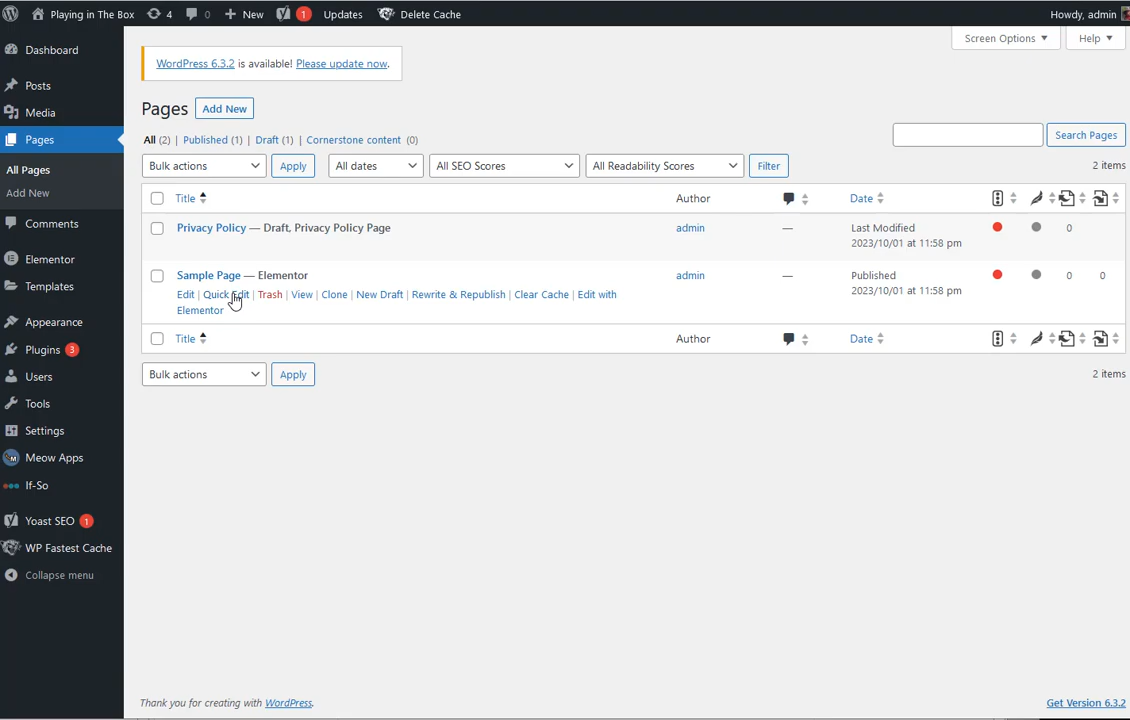 Playing in The Box 4 0 New 1 Updates Delete Cache Howdy, admin
Screen Options Help
Dashboard
Posts
Media
Pages
All Pages
Add New
Comments
Elementor
Templates
Appearance
Plugins 3
Users
Tools
Settings
Meow Apps
If-So
Yoast SEO 1
WP Fastest Cache
Collapse menu
WordPress 6.3.2 is available! Please update now.
Pages Add New
All (2) | Published (1) | Draft (1) | Cornerstone content (0)
Search Pages
Bulk actions Apply All dates All SEO Scores All Readability Scores Filter 2 items
Title Author Date
Privacy Policy — Draft, Privacy Policy Page admin — Last Modified 0
2023/10/01 at 11:58 pm
Sample Page — Elementor admin — Published 0 0
2023/10/01 at 11:58 pm
Edit | Quick Edit | Trash | View | Clone | New Draft | Rewrite & Republish | Clear Cache | Edit with
Elementor
Title Author Date
Bulk actions Apply 2 items
Thank you for creating with WordPress. Get Version 6.3.2